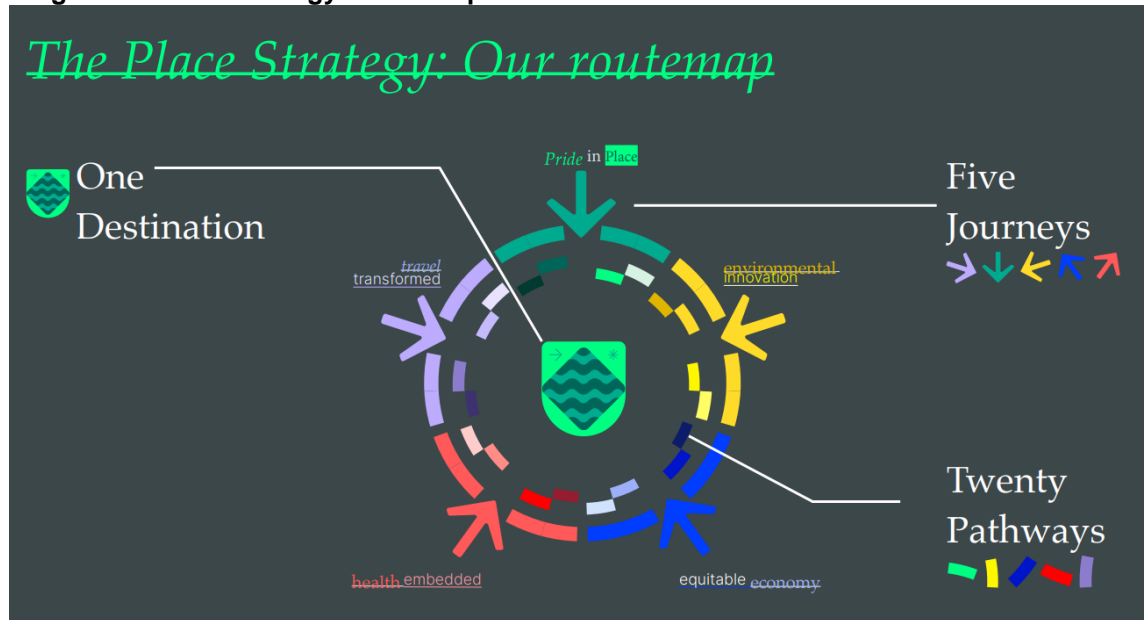 The Place Strategy: Our routemap
One
Destination
Pride in Place
Five
Journeys
travel
transformed
environmental
innovation
Twenty
Pathways
health embedded
equitable economy